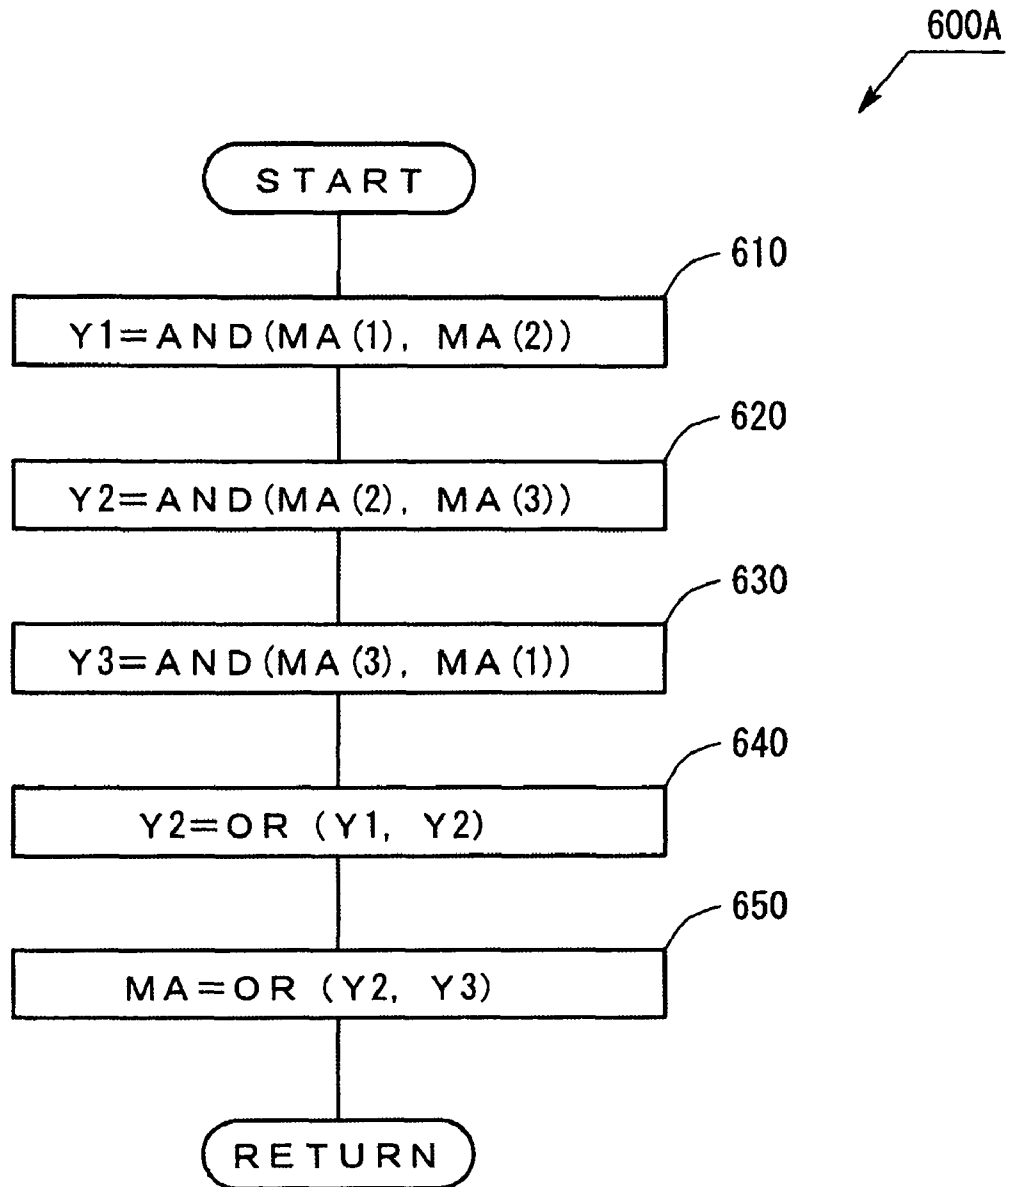 600A
START
610
Y1=AND(MA(1), MA(2))
620
Y2=AND(MA(2), MA(3))
630
Y3=AND(MA(3), MA(1))
640
Y2=OR (Y1, Y2)
650
MA=OR (Y2, Y3)
RETURN